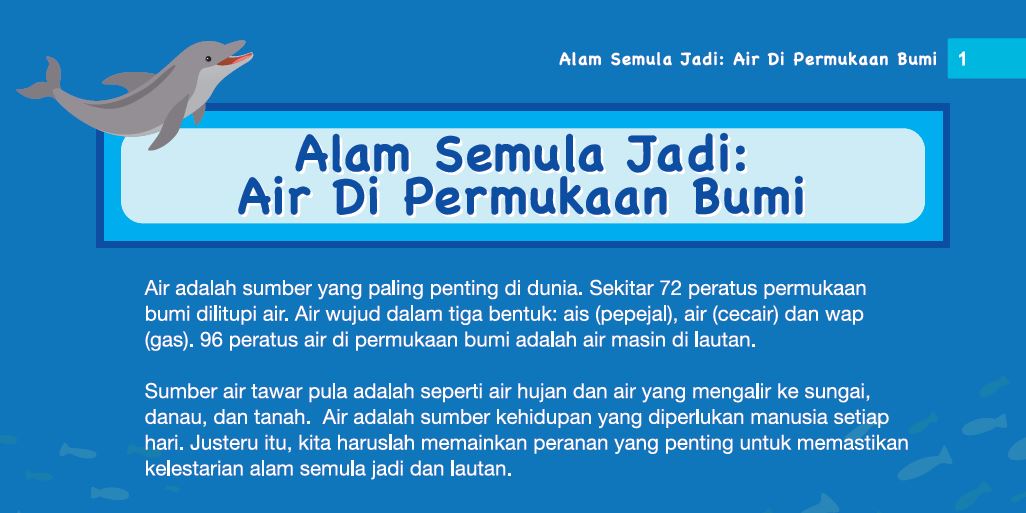 Alam Semula Jadi: Air Di Permukaan Bumi 1
Alam Semula Jadi:
Air Di Permukaan Bumi
Air adalah sumber yang paling penting di dunia. Sekitar 72 peratus permukaan
bumi dilitupi air. Air wujud dalam tiga bentuk: ais (pepejal), air (cecair) dan wap
(gas). 96 peratus air di permukaan bumi adalah air masin di lautan.
Sumber air tawar pula adalah seperti air hujan dan air yang mengalir ke sungai,
danau, dan tanah. Air adalah sumber kehidupan yang diperlukan manusia setiap
hari. Justeru itu, kita haruslah memainkan peranan yang penting untuk memastikan
kelestarian alam semula jadi dan lautan.